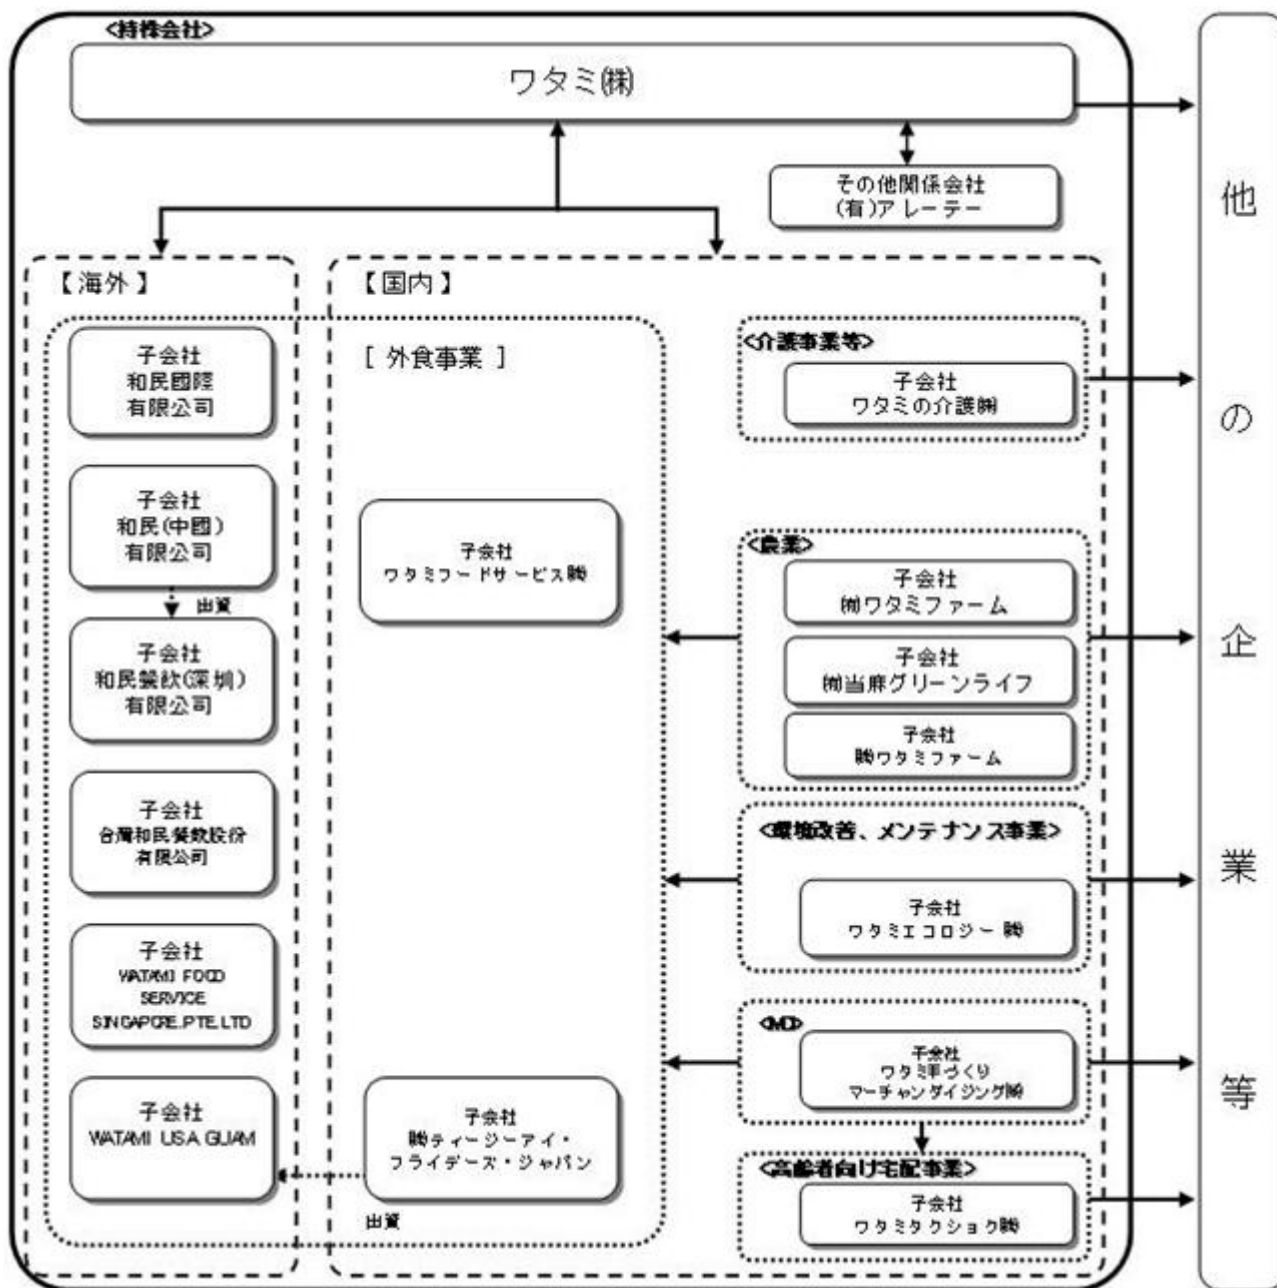 <持株会社>
ワタミ㈱
その他関係会社
(有)アレーテー
【海外】
子会社
和民國際
有限公司
子会社
和民(中國)
有限公司
出資
子会社
和民餐飲(深圳)
有限公司
子会社
台灣和民餐飲股份
有限公司
子会社
WATAMI FOOD
SERVICE
SINGAPORE.PTE.LTD
子会社
WATAMI USA GUAM
【国内】
[ 外食事業 ]
子会社
ワタミフードサービス㈱
子会社
㈱ティージーアイ・
フライデーズ・ジャパン
出資
<介護事業等>
子会社
ワタミの介護㈱
<農業>
子会社
㈲ワタミファーム
子会社
㈲当麻グリーンライフ
子会社
㈱ワタミファーム
<環境改善、メンテナンス事業>
子会社
ワタミエコロジー㈱
<MD>
子会社
ワタミ手づくり
マーチャンダイジング㈱
<高齢者向け宅配事業>
子会社
ワタミタクショク㈱
他の企業等